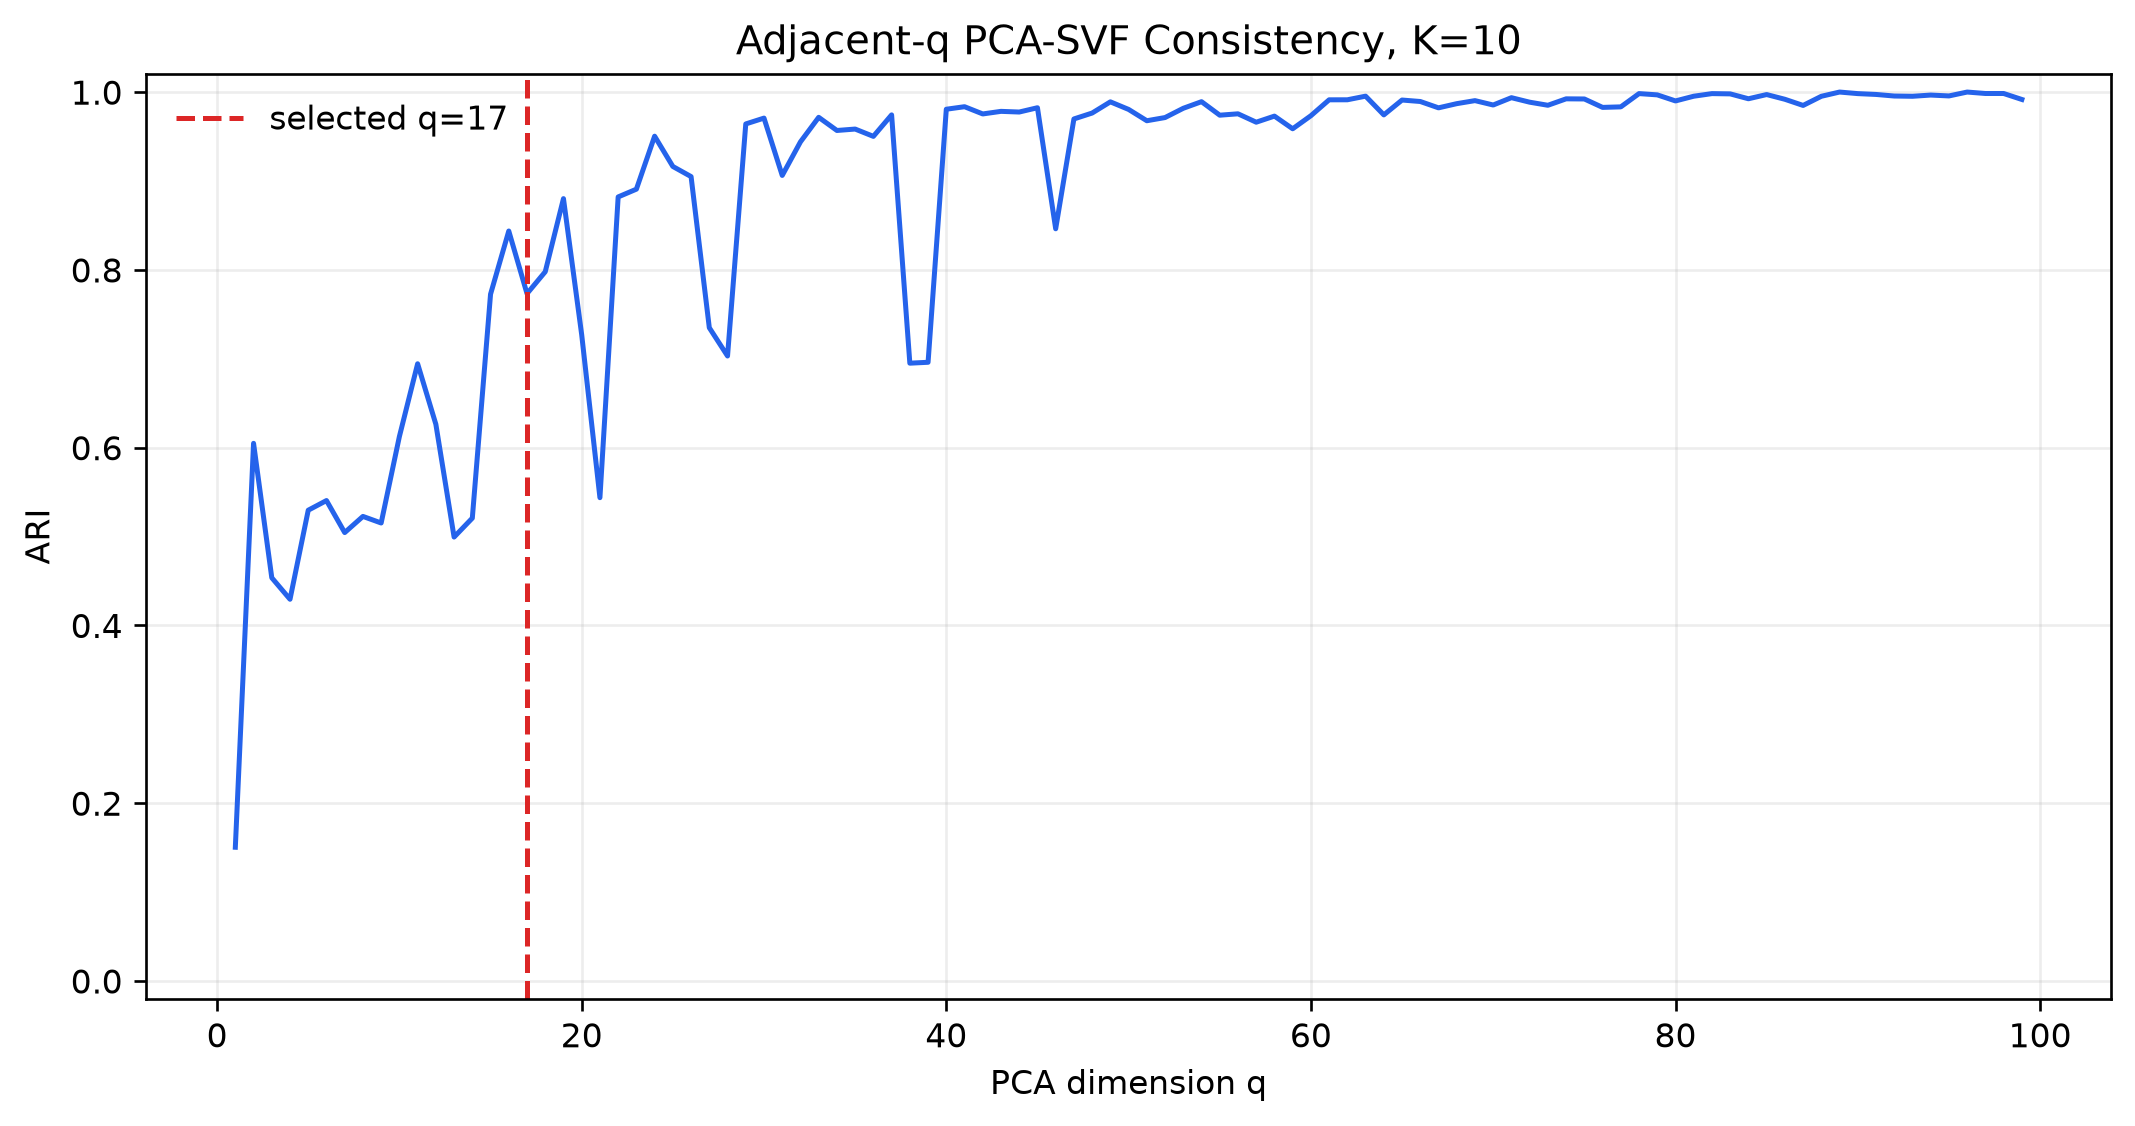 Adjacent-q PCA-SVF Consistency, K=10
selected q=17
1.0
0.8
0.6
0.4
0.2
0.0
ARI
0 20 40 60 80 100
PCA dimension q